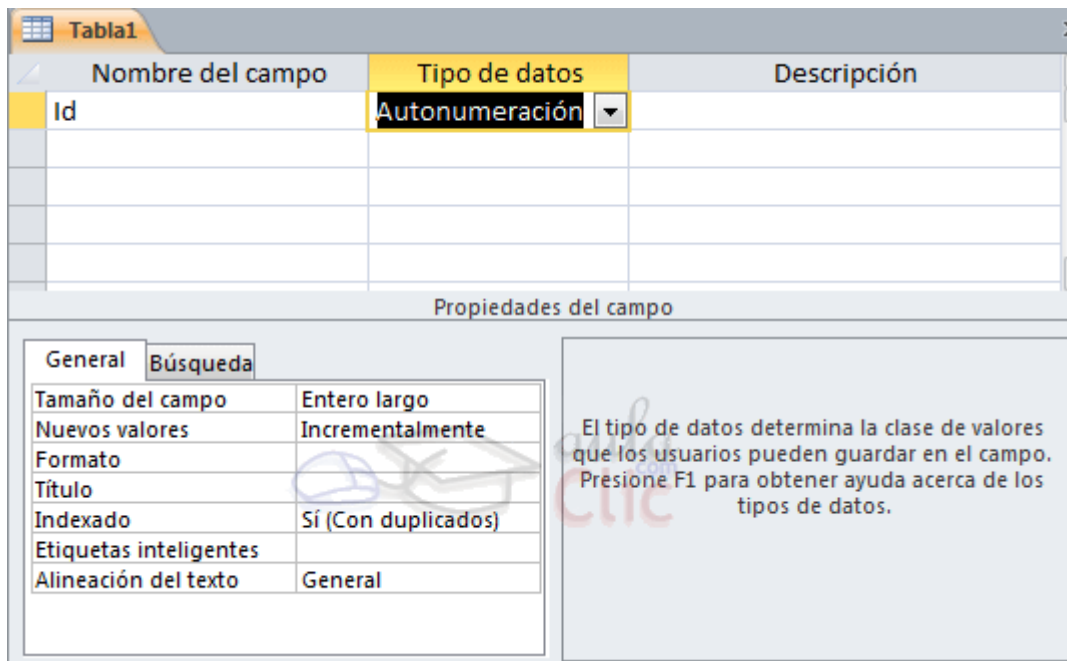 Tabla1
Nombre del campo Tipo de datos Descripción
Id Autonumeración
Propiedades del campo
General Búsqueda
Tamaño del campo Entero largo
Nuevos valores Incrementalmente
Formato
Título
Indexado Sí (Con duplicados)
Etiquetas inteligentes
Alineación del texto General
El tipo de datos determina la clase de valores
que los usuarios pueden guardar en el campo.
Presione F1 para obtener ayuda acerca de los
tipos de datos.
aula
.com
Clic